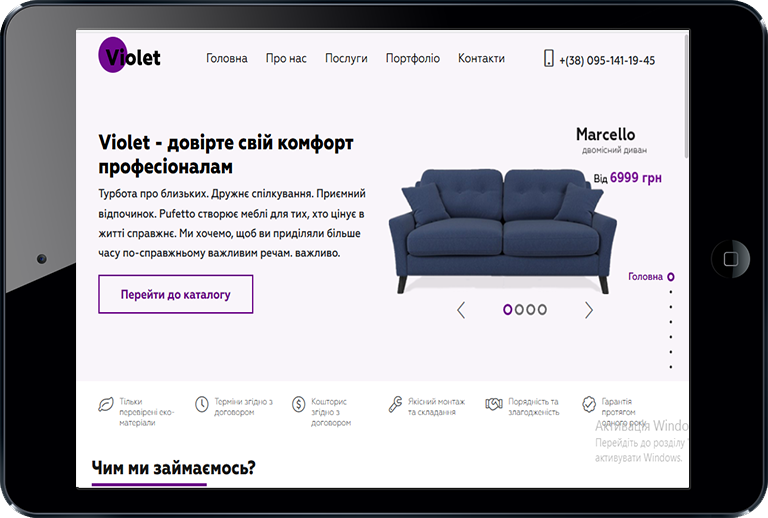 Violet
Головна Про нас Послуги Портфоліо Контакти
+(38) 095-141-19-45
Violet - довірте свій комфорт
професіоналам
Турбота про близьких. Дружнє спілкування. Приємний
відпочинок. Pufetto створює меблі для тих, хто цінує в
житті справжнє. Ми хочемо, щоб ви приділяли більше
часу по-справжньому важливим речам. важливо.
Перейти до каталогу
Marcello
двомісний диван
Від 6999 грн
Головна
Тільки
перевірені еко-
матеріали
Терміни згідно з
договором
Кошторис
згідно з
договором
Якісний монтаж
та складання
Порядність та
злагодженість
Гарантія
протягом
одного року
Активація Windo
Перейдіть до розділу "
активувати Windows.
Чим ми займаємось?